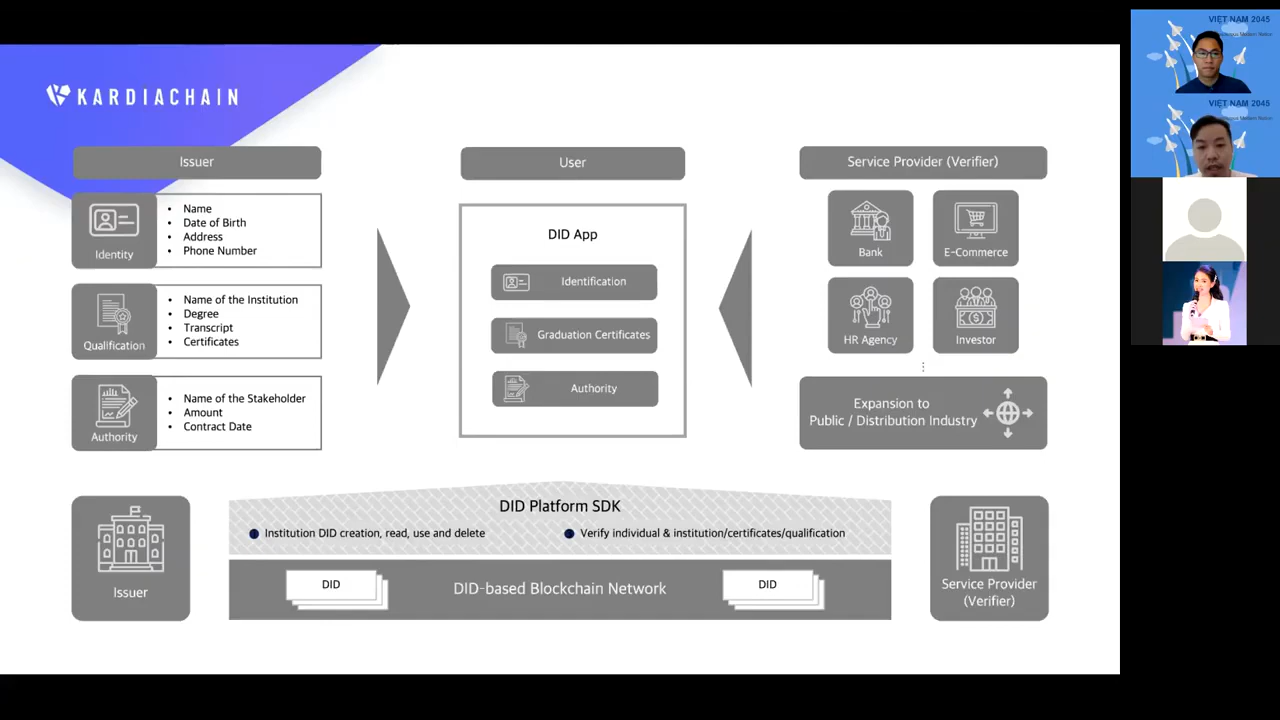 KARDIACHAIN
Issuer
Identity
• Name
• Date of Birth
• Address
• Phone Number
Qualification
• Name of the Institution
• Degree
• Transcript
• Certificates
Authority
• Name of the Stakeholder
• Amount
• Contract Date
User
DID App
Identification
Graduation Certificates
Authority
Service Provider (Verifier)
Bank
E-Commerce
HR Agency
Investor
Expansion to
Public / Distribution Industry
Issuer
DID Platform SDK
Institution DID creation, read, use and delete
Verify individual & institution/certificates/qualification
DID
DID-based Blockchain Network
DID
Service Provider
(Verifier)
VIỆT NAM 2045
VIỆT NAM 2045